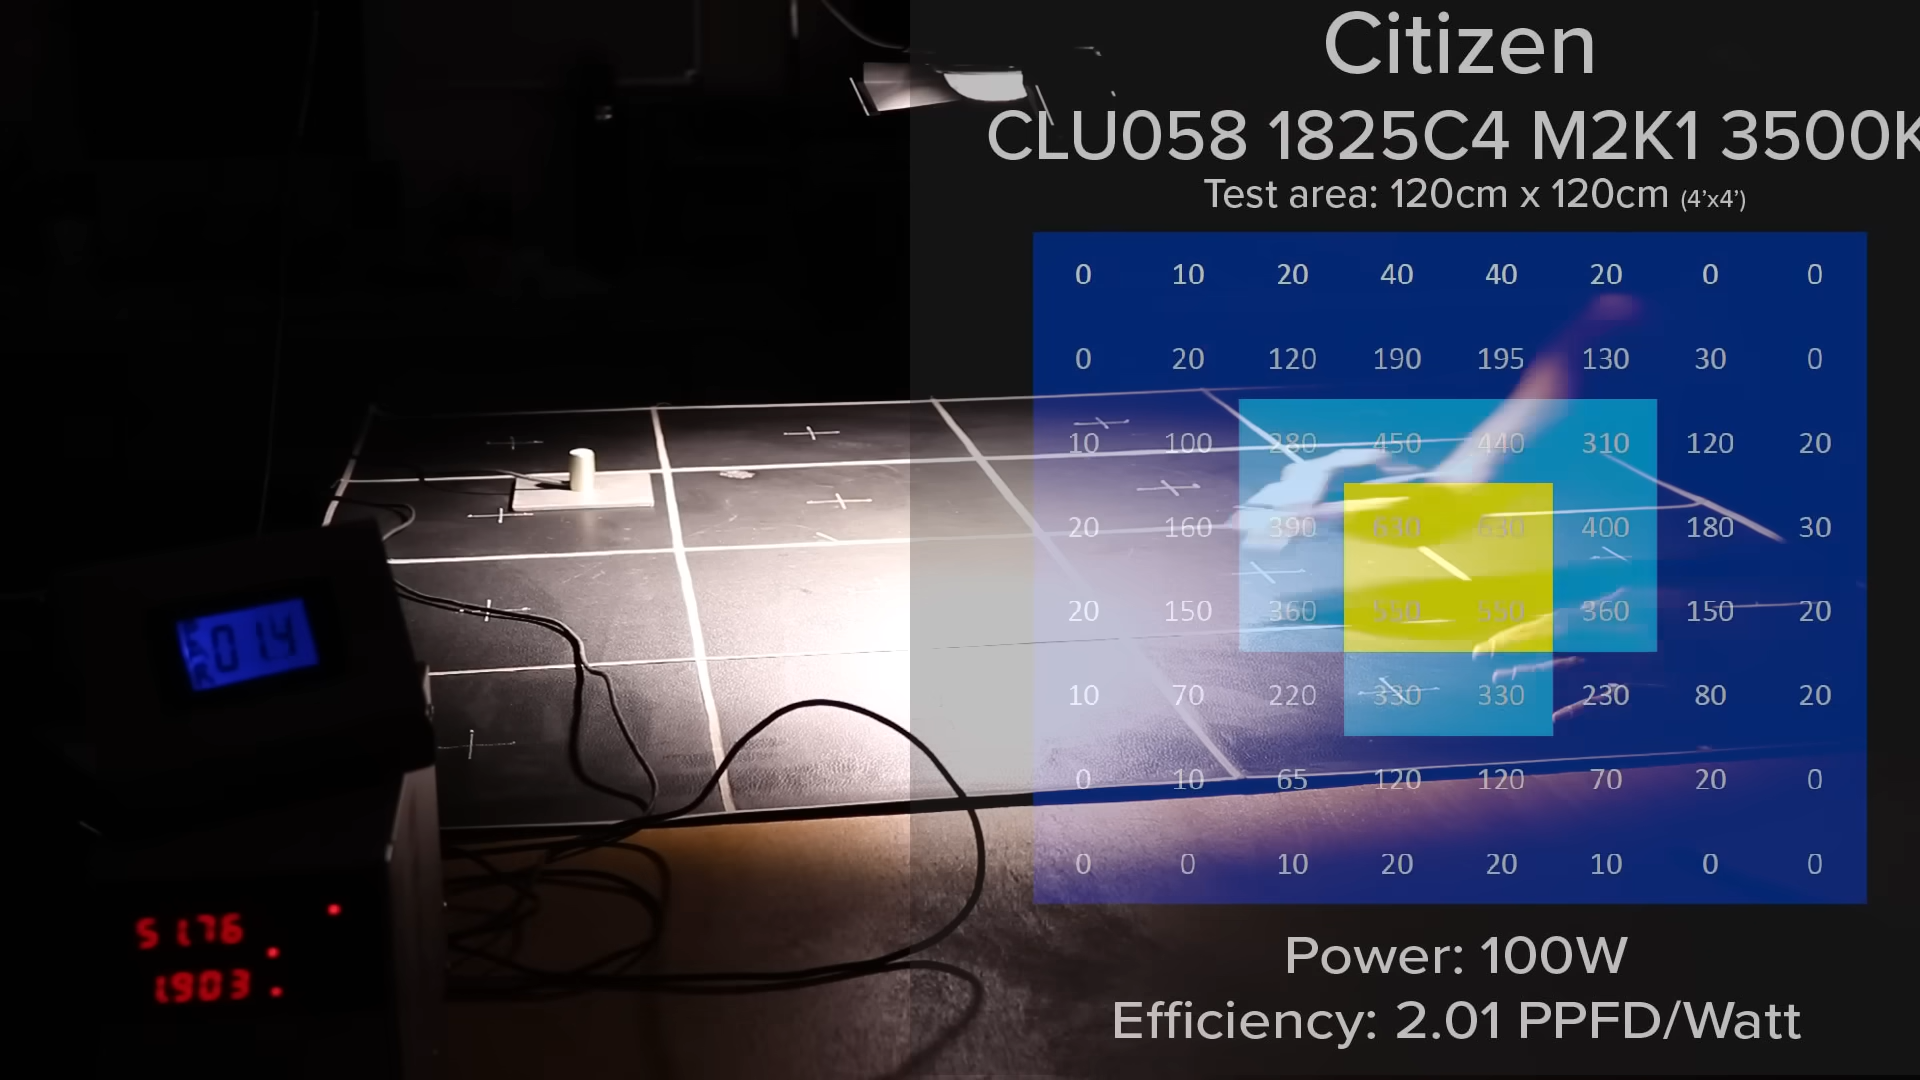 Citizen
CLU058 1825C4 M2K1 3500K
Test area: 120cm x 120cm (4'x4')
0 10 20 40 40 20 0 0
0 20 120 190 195 130 30 0
10 100 280 450 440 310 120 20
20 160 390 630 630 400 180 30
20 150 360 550 550 360 150 20
10 70 220 330 330 230 80 20
0 10 65 120 120 70 20 0
0 0 10 20 20 10 0 0
Power: 100W
Efficiency: 2.01 PPFD/Watt
014
5176
1903